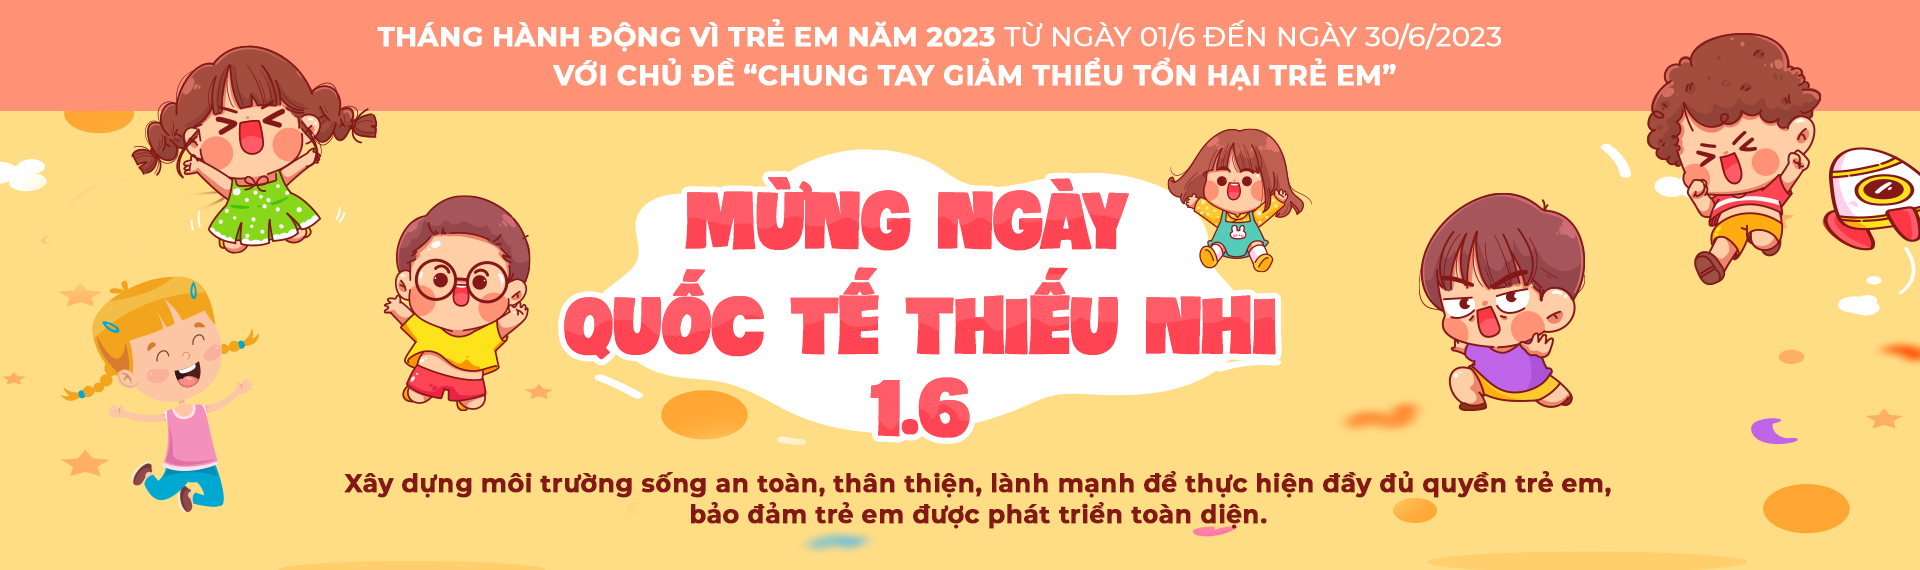 THÁNG HÀNH ĐỘNG VÌ TRẺ EM NĂM 2023 TỪ NGÀY 01/6 ĐẾN NGÀY 30/6/2023
VỚI CHỦ ĐỀ “CHUNG TAY GIẢM THIỂU TỔN HẠI TRẺ EM”
MỪNG NGÀY
QUỐC TẾ THIẾU NHI
1.6
Xây dựng môi trường sống an toàn, thân thiện, lành mạnh để thực hiện đầy đủ quyền trẻ em,
bảo đảm trẻ em được phát triển toàn diện.